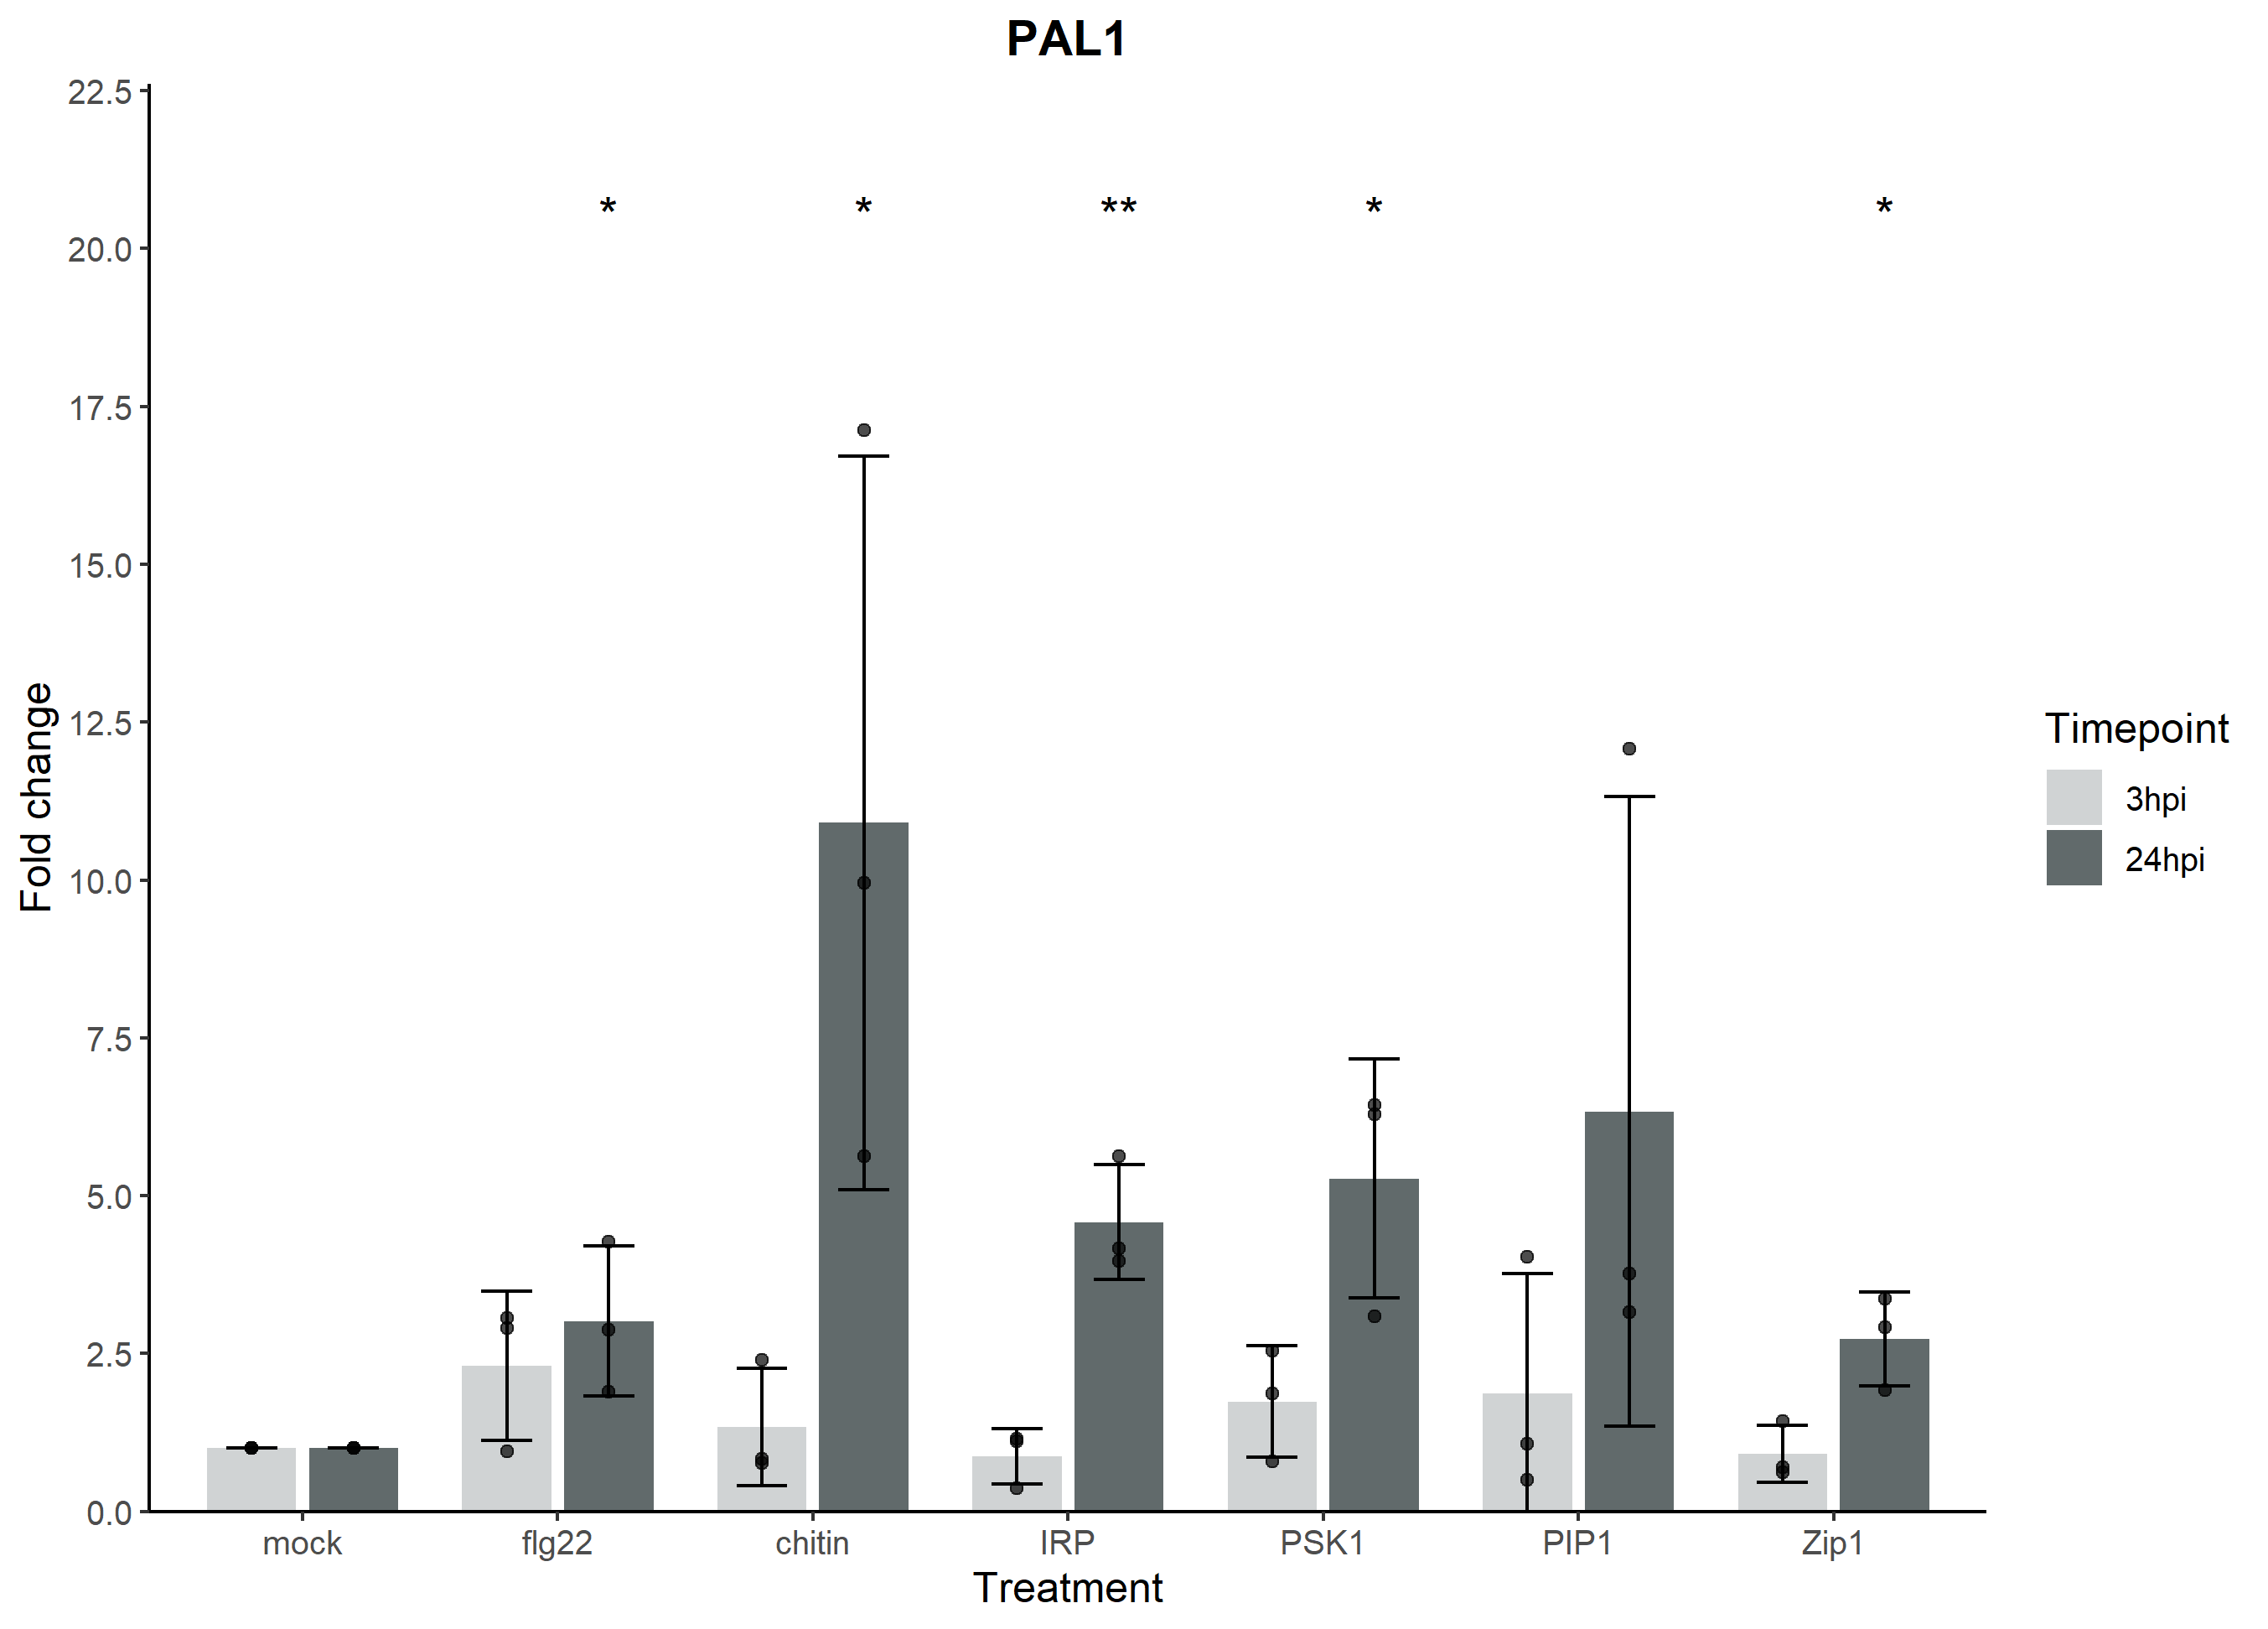 PAL1
22.5
20.0
17.5
15.0
12.5
10.0
7.5
5.0
2.5
0.0
Fold change
* * ** * *
mock flg22 chitin IRP PSK1 PIP1 Zip1
Treatment
Timepoint
3hpi
24hpi